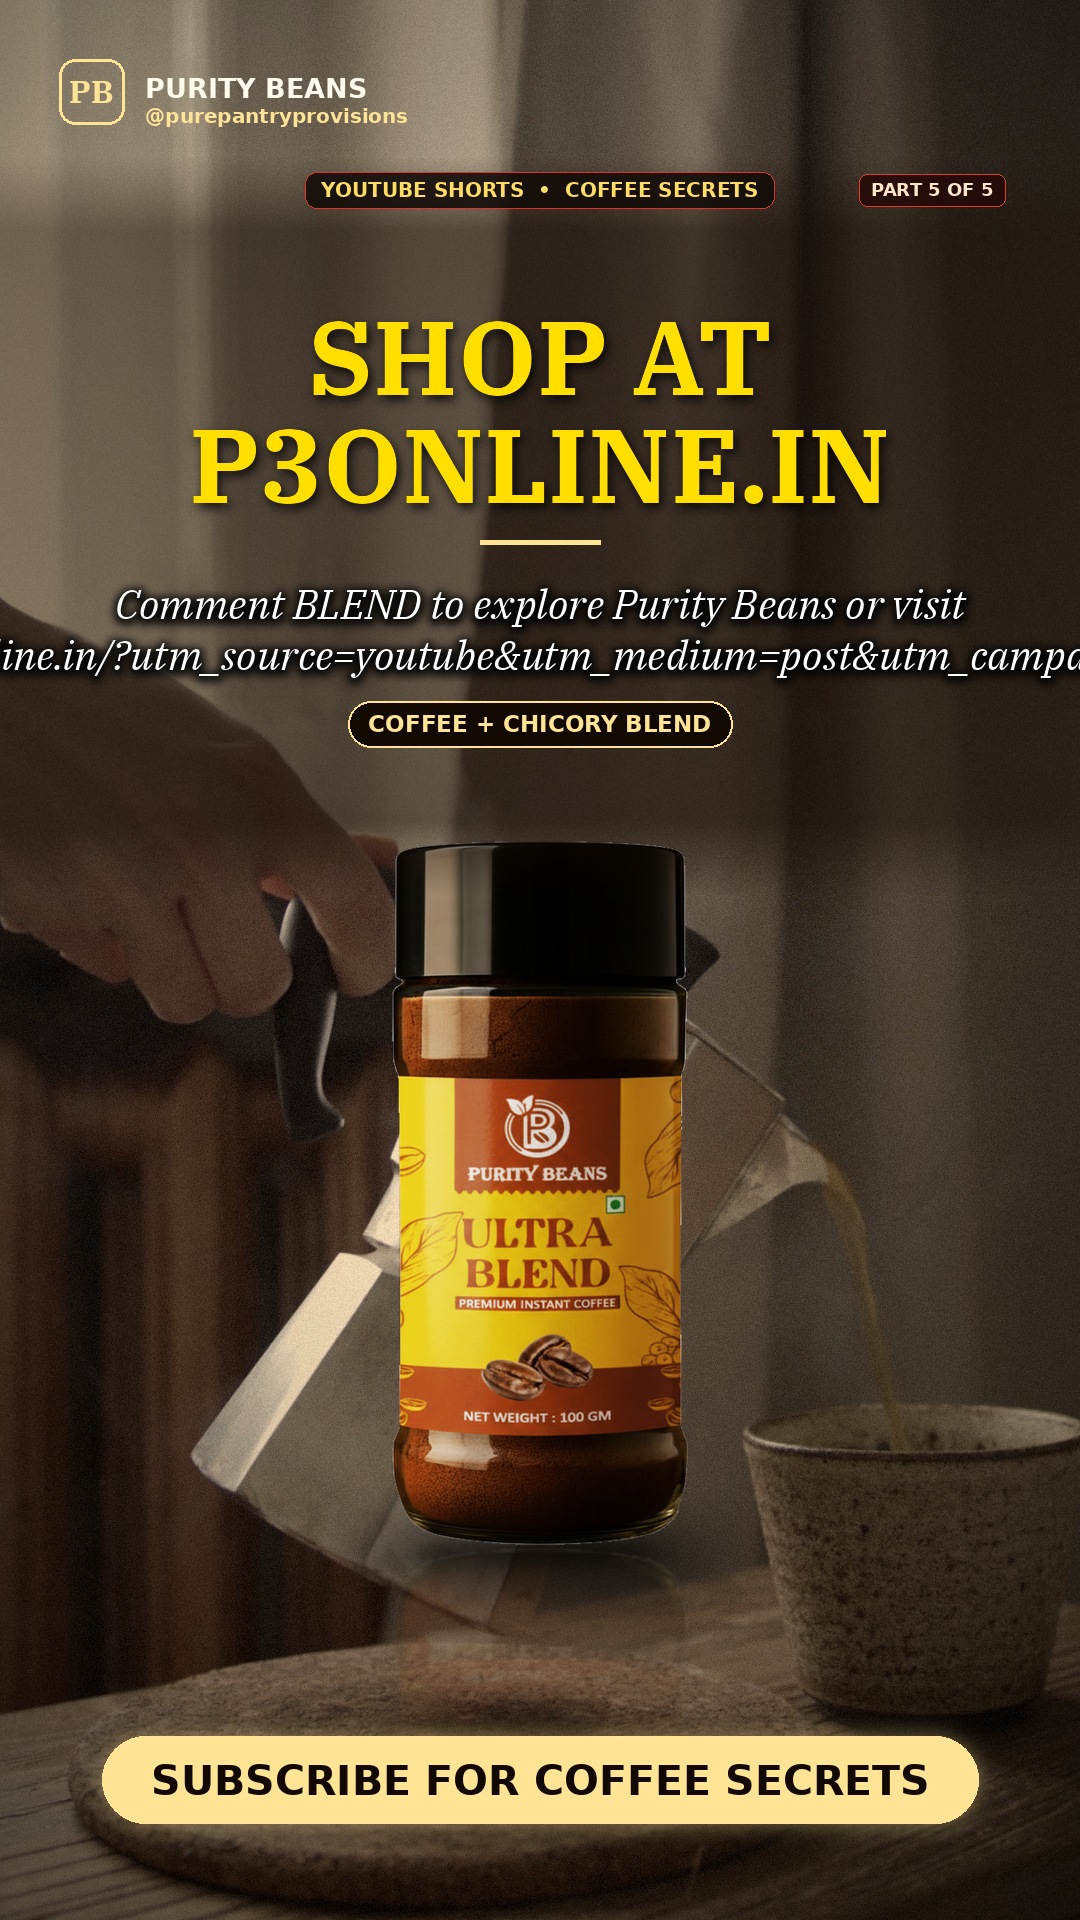 PB
PURITY BEANS
@purepantryprovisions
YOUTUBE SHORTS • COFFEE SECRETS
PART 5 OF 5
SHOP AT
P3ONLINE.IN
Comment BLEND to explore Purity Beans or visit
line.in/?utm_source=youtube&utm_medium=post&utm_campa
COFFEE + CHICORY BLEND
B
PURITY BEANS
ULTRA
BLEND
PREMIUM INSTANT COFFEE
NET WEIGHT : 100 GM
SUBSCRIBE FOR COFFEE SECRETS